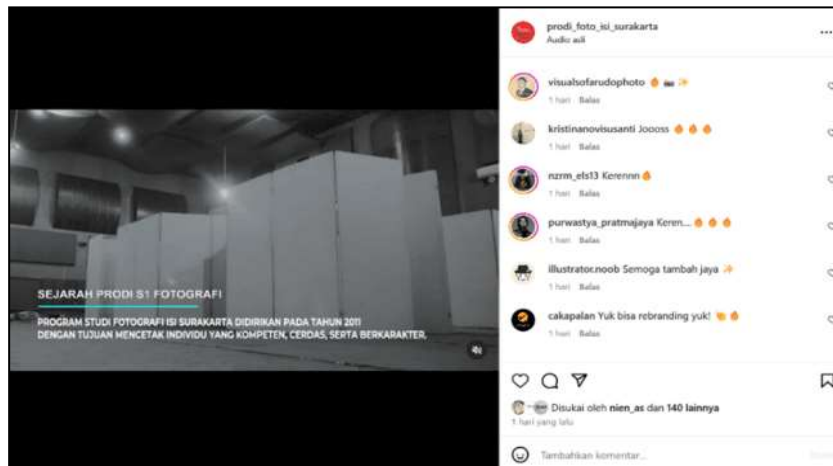 SEJARAH PRODI S1 FOTOGRAFI
PROGRAM STUDI FOTOGRAFI ISI SURAKARTA DIDIRIKAN PADA TAHUN 2011
DENGAN TUJUAN MENCETAK INDIVIDU YANG KOMPETEN, CERDAS, SERTA BERKARAKTER,
prodi_foto_isi_surakarta
Audio asli
visualsofarudophoto 🔥 📷 ✨
1 hari Balas
kristinanovisusanti Joooss 🔥 🔥 🔥
1 hari Balas
nzrm_els13 Kerennn 🔥
1 hari Balas
purwastya_pratmajaya Keren... 🔥 🔥 🔥
1 hari Balas
illustrator.noob Semoga tambah jaya ✨
1 hari Balas
cakapalan Yuk bisa rebranding yuk! 👏 🔥
1 hari Balas
Disukai oleh nien_as dan 140 lainnya
1 hari yang lalu
Tambahkan komentar...